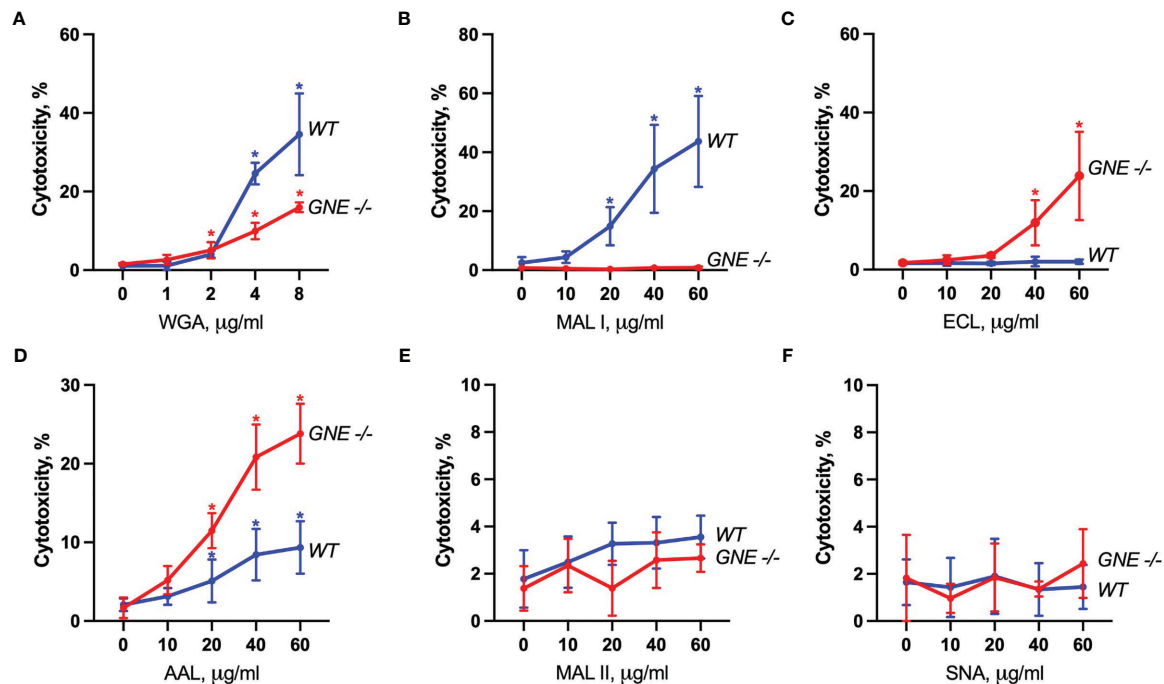 A
Cytotoxicity, %
60
40
20
0
* *
WT
* * *
GNE -/-
0 1 2 4 8
WGA, μg/ml
B
Cytotoxicity, %
80
60
40
20
0
* * *
WT
GNE -/-
0 10 20 40 60
MAL I, μg/ml
C
Cytotoxicity, %
60
40
20
0
* *
GNE -/-
WT
0 10 20 40 60
ECL, μg/ml
D
Cytotoxicity, %
30
20
10
0
* * *
GNE -/-
* * *
WT
0 10 20 40 60
AAL, μg/ml
E
Cytotoxicity, %
10
8
6
4
2
0
WT
GNE -/-
0 10 20 40 60
MAL II, μg/ml
F
Cytotoxicity, %
10
8
6
4
2
0
GNE -/-
WT
0 10 20 40 60
SNA, μg/ml